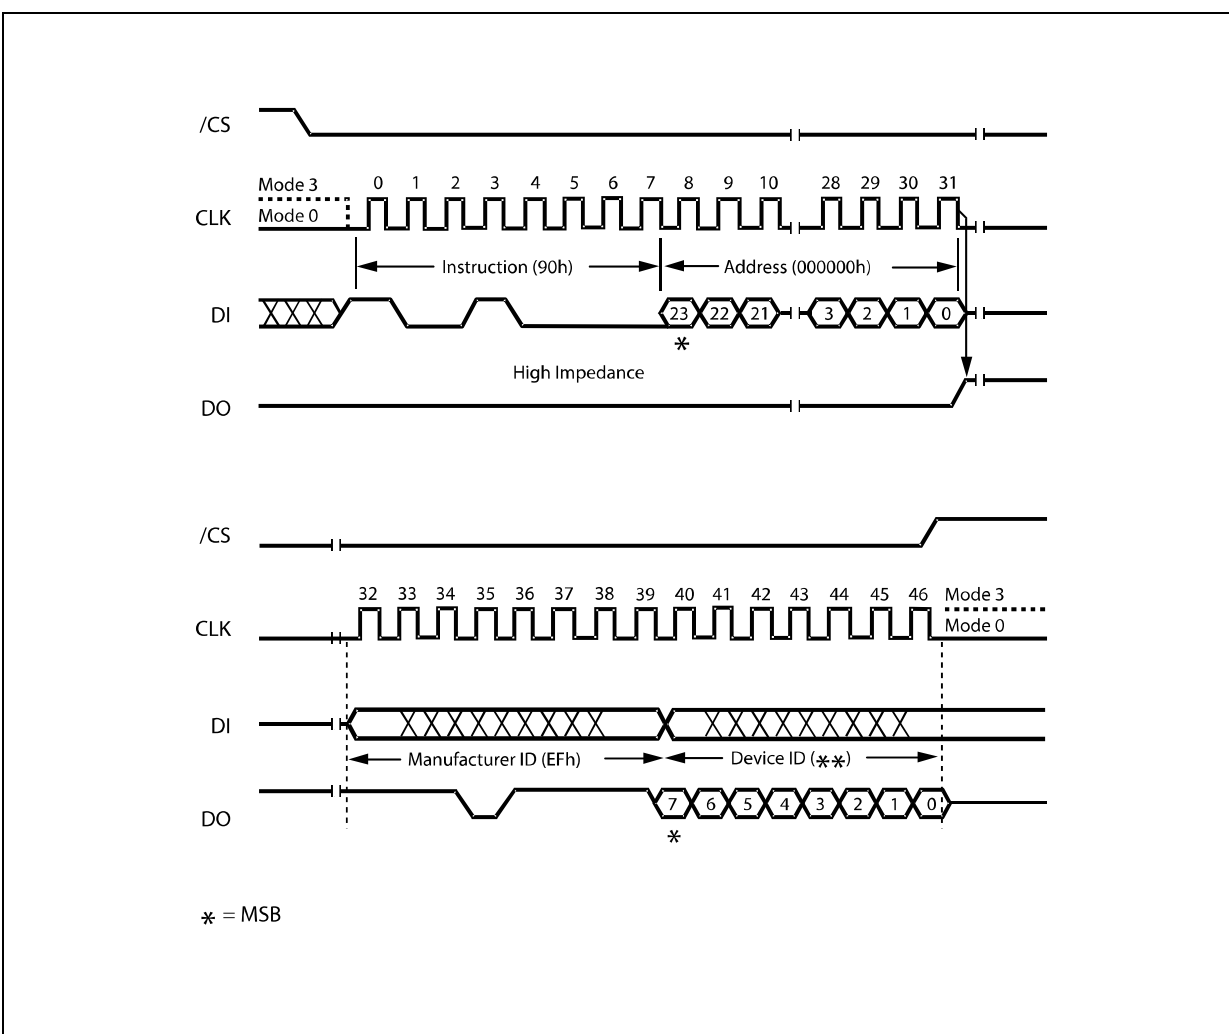 /CS
Mode 3 0 1 2 3 4 5 6 7 8 9 10 28 29 30 31
CLK Mode 0
Instruction (90h) Address (000000h)
DI 23 22 21 3 2 1 0
*
High Impedance
DO
/CS
32 33 34 35 36 37 38 39 40 41 42 43 44 45 46 Mode 3
CLK Mode 0
DI
Manufacturer ID (EFh) Device ID (**)
DO 7 6 5 4 3 2 1 0
*
* = MSB